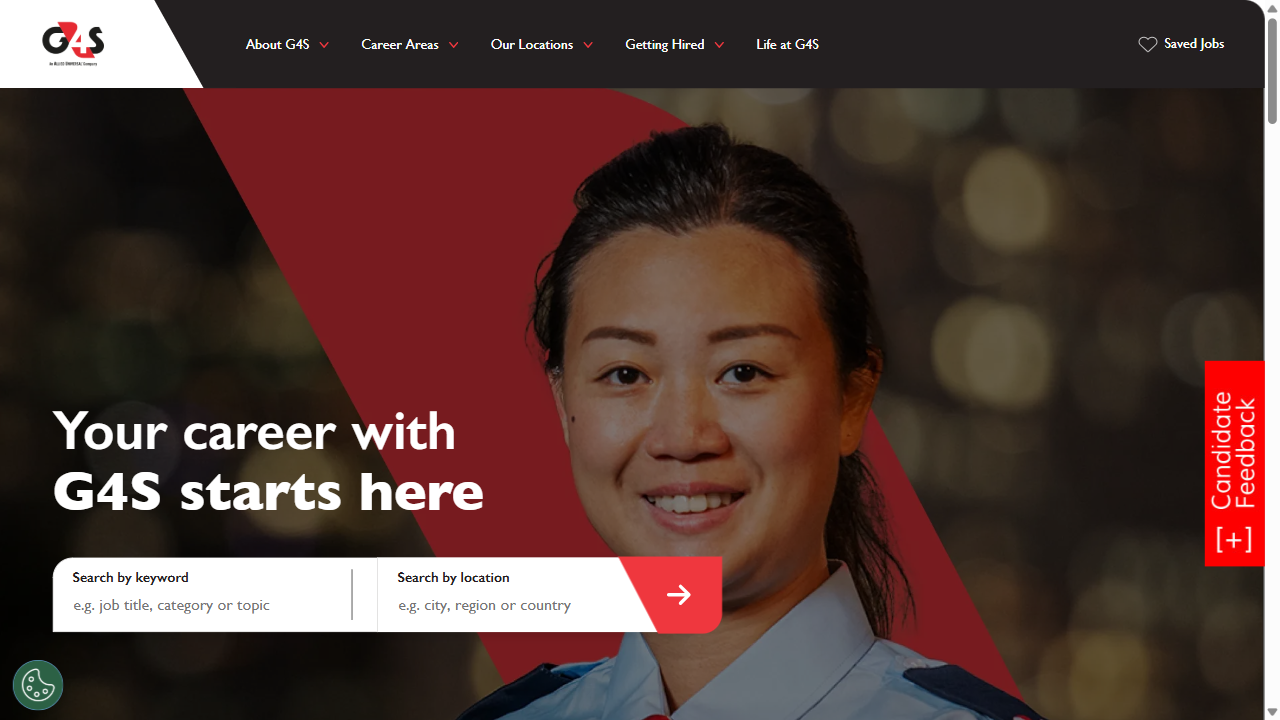 G4S
An ALLIED UNIVERSAL Company
About G4S
Career Areas
Our Locations
Getting Hired
Life at G4S
Saved Jobs
Your career with
G4S starts here
Search by keyword
e.g. job title, category or topic
Search by location
e.g. city, region or country
[+] Candidate
Feedback